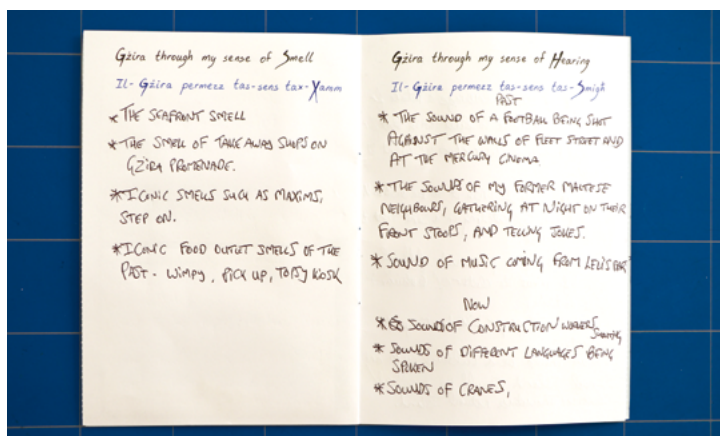 Gżira through my sense of Smell
Il-Gżira permezz tas-sens tax-Xamm
* THE SEAFRONT SMELL
* THE SMELL OF TAKE AWAY SHOPS ON
GŻIRA PROMENADE.
* ICONIC SMELLS SUCH AS MAXIMS,
STEP ON.
* ICONIC FOOD OUTLET SMELLS OF THE
PAST - WIMPY, PICK UP, TOPSY KIOSK
Gżira through my sense of Hearing
Il-Gżira permezz tas-sens tas-Smigħ
PAST
* THE SOUND OF A FOOTBALL BEING SHOT
AGAINST THE WALLS OF FLEET STREET AND
AT THE MERCURY CINEMA
* THE SOUNDS OF MY FORMER MALTESE
NEIGHBOURS, GATHERING AT NIGHT ON THEIR
FRONT STOOPS, AND TELLING JOKES.
* SOUND OF MUSIC COMING FROM
NOW
* SOUNDS OF CONSTRUCTION WORKERS
* SOUNDS OF DIFFERENT LANGUAGES BEING
SPOKEN
* SOUNDS OF CRANES,